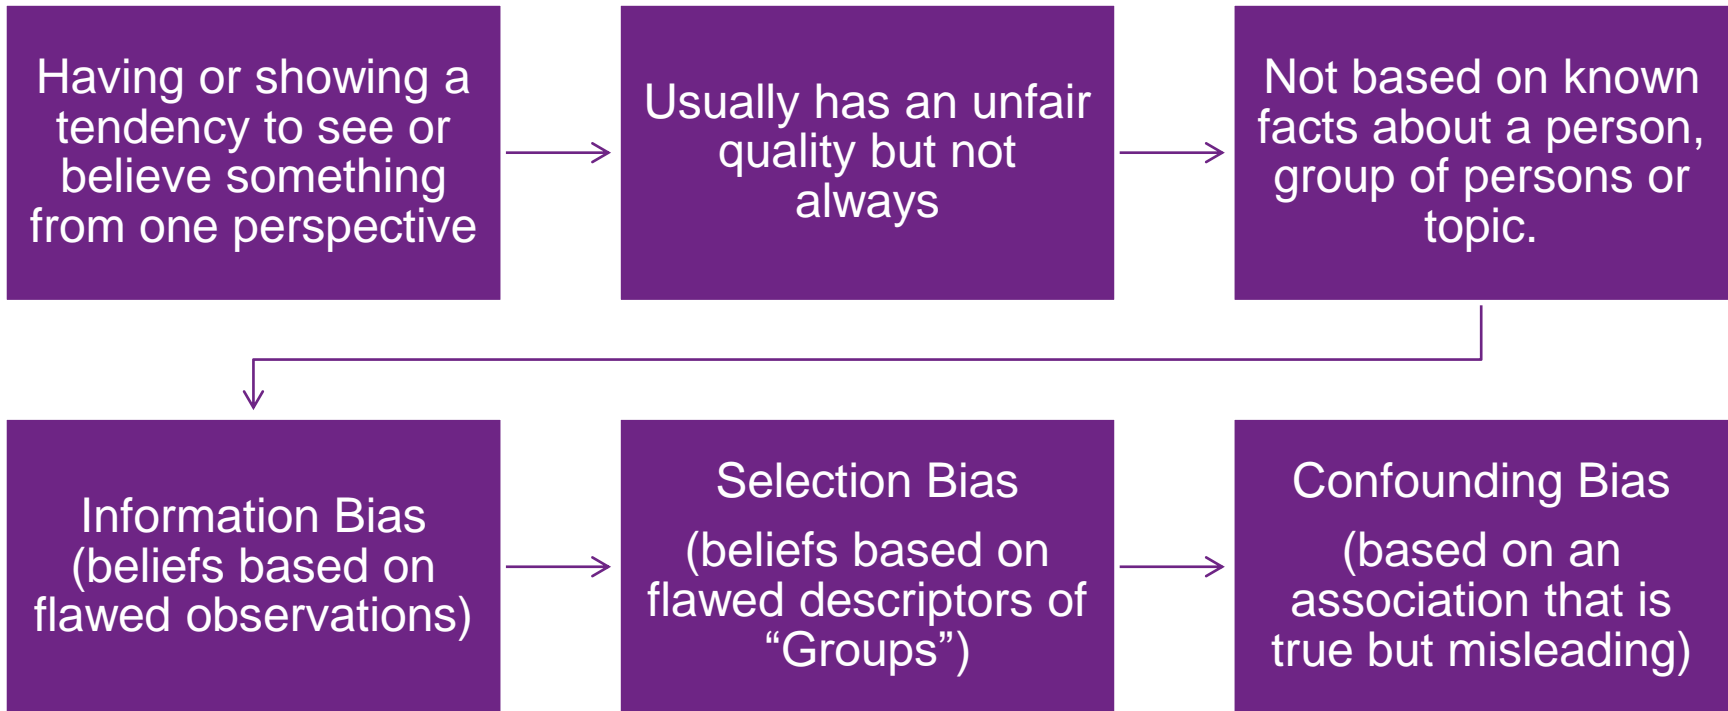 Having or showing a
tendency to see or
believe something
from one perspective
Usually has an unfair
quality but not
always
Not based on known
facts about a person,
group of persons or
topic.
Information Bias
(beliefs based on
flawed observations)
Selection Bias
(beliefs based on
flawed descriptors of
“Groups”)
Confounding Bias
(based on an
association that is
true but misleading)